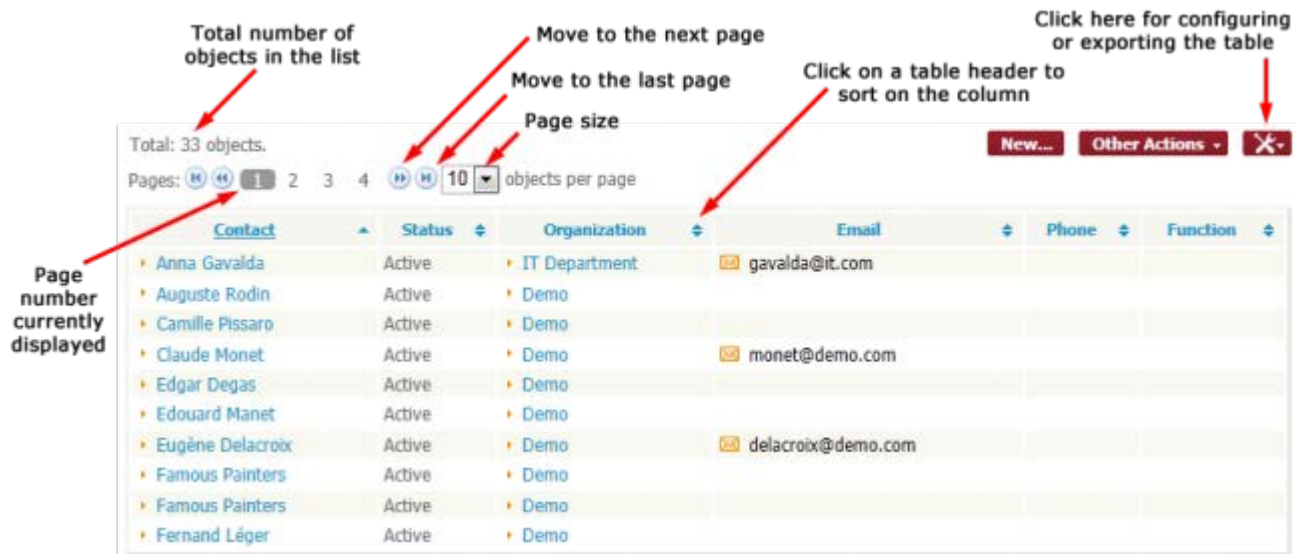 Total number of
objects in the list
Move to the next page
Move to the last page
Page size
Click on a table header to
sort on the column
Click here for configuring
or exporting the table
Total: 33 objects.
New... Other Actions
Pages: 1 2 3 4 10 objects per page
Contact Status Organization Email Phone Function
Anna Gavalda Active IT Department gavalda@it.com
Auguste Rodin Active Demo
Camille Pissaro Active Demo
Claude Monet Active Demo monet@demo.com
Edgar Degas Active Demo
Edouard Manet Active Demo
Eugène Delacroix Active Demo delacroix@demo.com
Famous Painters Active Demo
Famous Painters Active Demo
Fernand Léger Active Demo
Page
number
currently
displayed